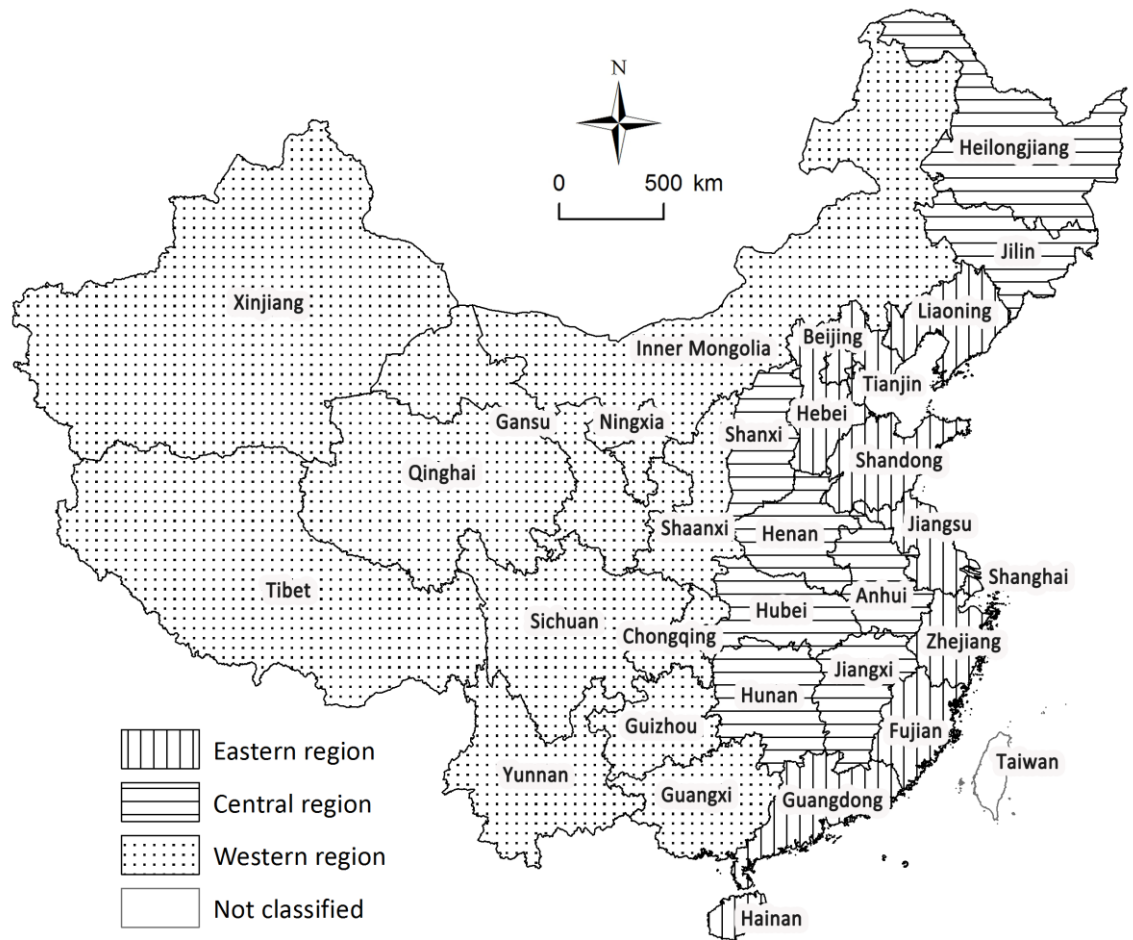 N
0 500 km
Heilongjiang
Jilin
Xinjiang
Liaoning
Inner Mongolia
Beijing
Tianjin
Gansu
Ningxia
Hebei
Shanxi
Qinghai
Shandong
Shaanxi
Henan
Jiangsu
Tibet
Shanghai
Sichuan
Hubei
Anhui
Chongqing
Zhejiang
Jiangxi
Hunan
Guizhou
Fujian
Yunnan
Taiwan
Guangxi
Guangdong
Hainan
Eastern region
Central region
Western region
Not classified